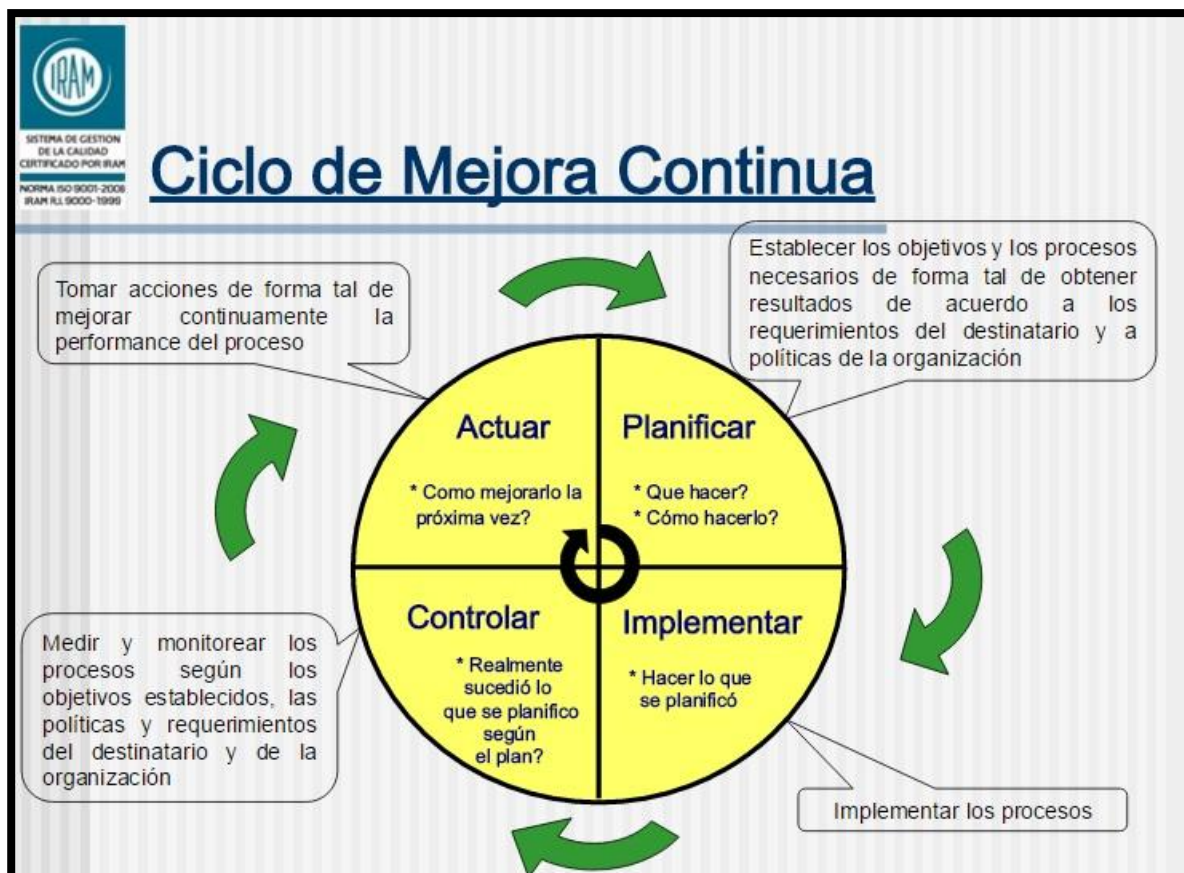 IRAM
SISTEMA DE GESTION
DE LA CALIDAD
CERTIFICADO POR IRAM
NORMA ISO 9001-2008
IRAM R.I. 9000-1999
Ciclo de Mejora Continua
Tomar acciones de forma tal de
mejorar continuamente la
performance del proceso
Establecer los objetivos y los procesos
necesarios de forma tal de obtener
resultados de acuerdo a los
requerimientos del destinatario y a
políticas de la organización
Actuar
* Como mejorarlo la
próxima vez?
Planificar
* Que hacer?
* Cómo hacerlo?
Controlar
* Realmente
sucedió lo
que se planifico
según
el plan?
Implementar
* Hacer lo que
se planificó
Medir y monitorear los
procesos según los
objetivos establecidos, las
políticas y requerimientos
del destinatario y de la
organización
Implementar los procesos